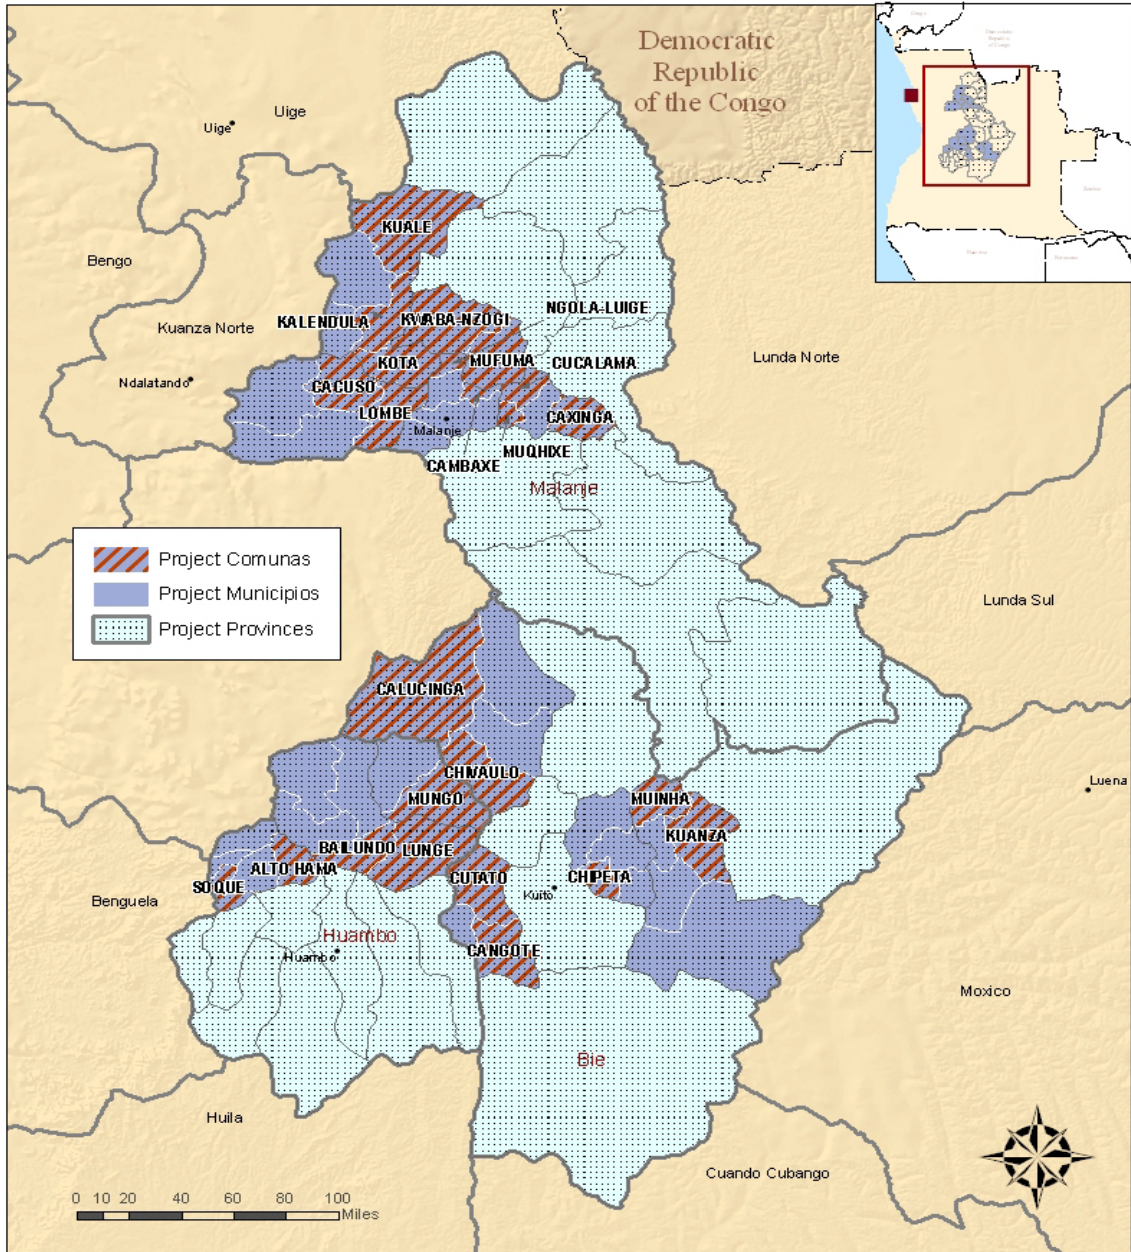 Democratic
Republic
of the Congo
Uige
Uige
KUALE
Bengo
Kuanza Norte
KALENDULA
KWABA-NZOGI
NGOLA-LUIGE
Lunda Norte
KOTA
MUFUMA
CUCALAMA
Ndalatando
CACUSO
LOMBE
Malanje
CAXINGA
CAMBAXE
MUQHIXE
Malanje
Project Comunas
Project Municipios
Project Provinces
Lunda Sul
CALUCINGA
CHIVAULO
MUNGO
MUINHA
Luena
KUANZA
BAILUNDO
LUNGE
ALTO HAMA
SOQUE
CUTATO
CHIPETA
Kuito
Benguela
Huambo
Huambo
CANGOTE
Moxico
Bie
Huila
Cuando Cubango
0 10 20 40 60 80 100
Miles